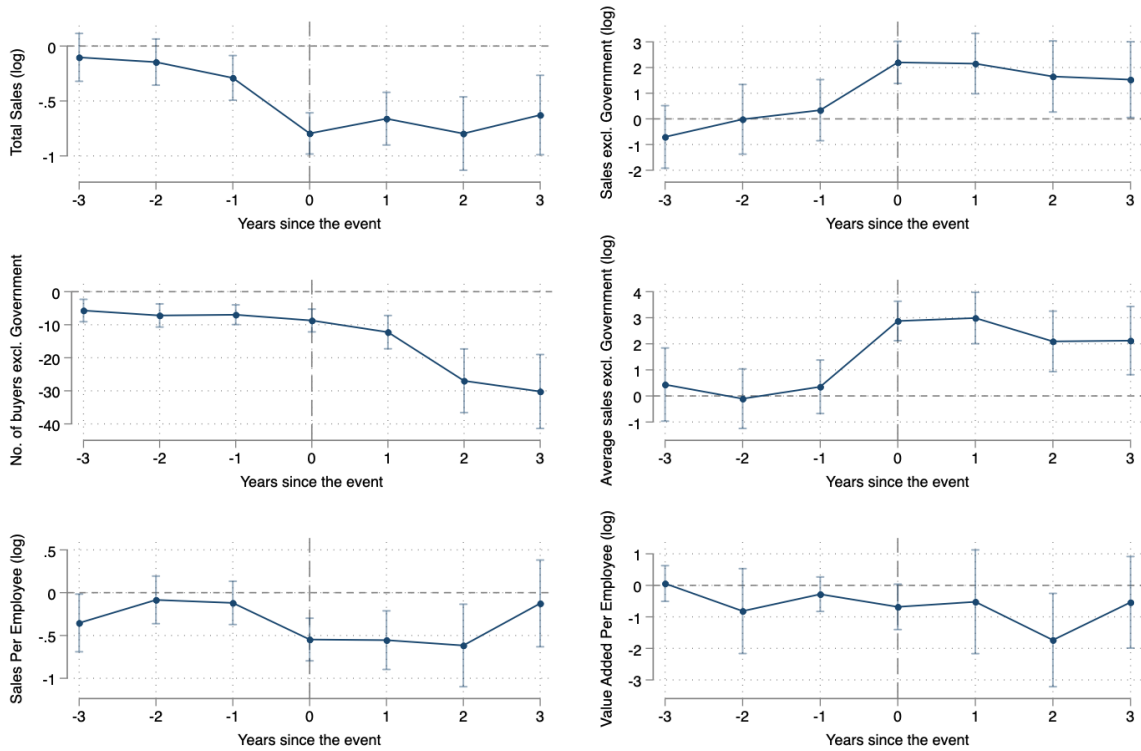 Total Sales (log)
0
-.5
-1
-3 -2 -1 0 1 2 3
Years since the event
Sales excl. Government (log)
3
2
1
0
-1
-2
-3 -2 -1 0 1 2 3
Years since the event
No. of buyers excl. Government
0
-10
-20
-30
-40
-3 -2 -1 0 1 2 3
Years since the event
Average sales excl. Government (log)
4
3
2
1
0
-1
-3 -2 -1 0 1 2 3
Years since the event
Sales Per Employee (log)
.5
0
-.5
-1
-3 -2 -1 0 1 2 3
Years since the event
Value Added Per Employee (log)
1
0
-1
-2
-3
-3 -2 -1 0 1 2 3
Years since the event